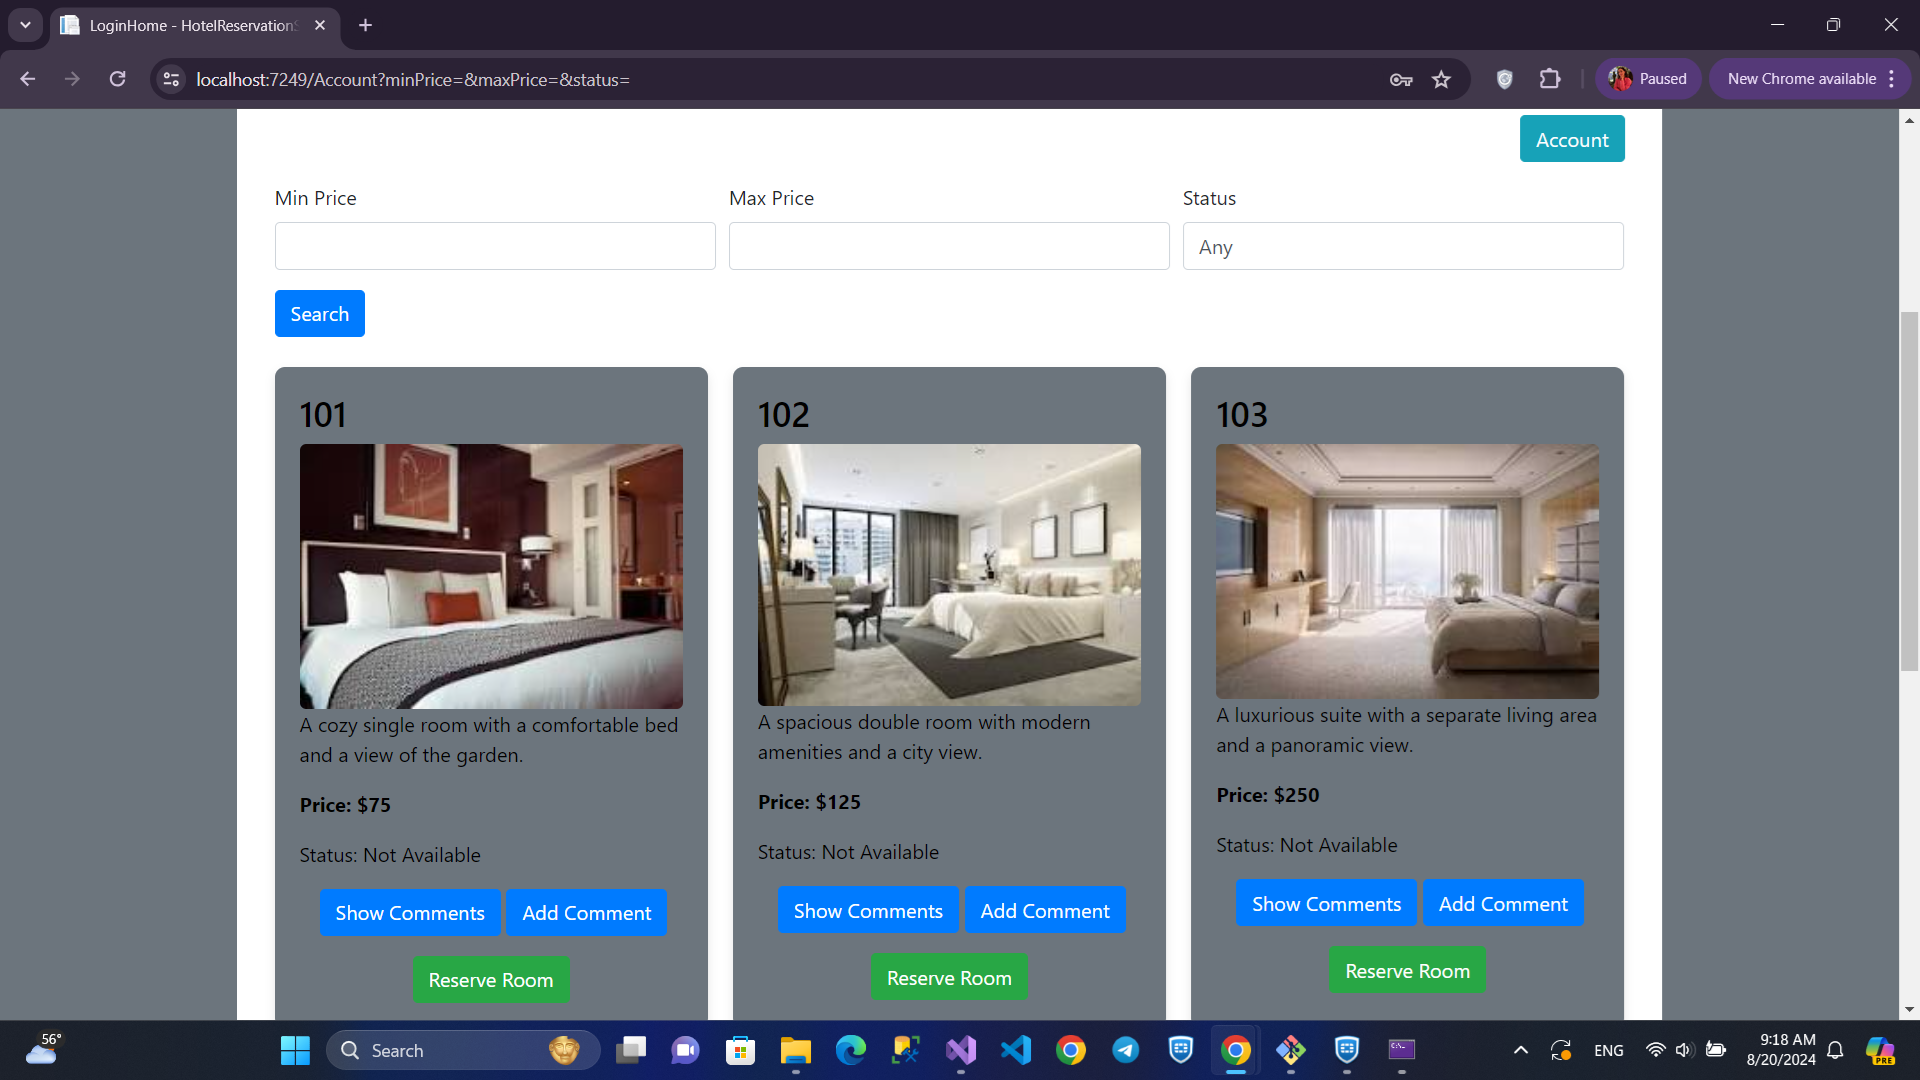 LoginHome - HotelReservationS
localhost:7249/Account?minPrice=&maxPrice=&status=
Paused
New Chrome available
Account
Min Price
Max Price
Status
Any
Search
101
A cozy single room with a comfortable bed
and a view of the garden.
Price: $75
Status: Not Available
Show Comments
Add Comment
Reserve Room
102
A spacious double room with modern
amenities and a city view.
Price: $125
Status: Not Available
Show Comments
Add Comment
Reserve Room
103
A luxurious suite with a separate living area
and a panoramic view.
Price: $250
Status: Not Available
Show Comments
Add Comment
Reserve Room
56°
Search
ENG
9:18 AM
8/20/2024
PRE